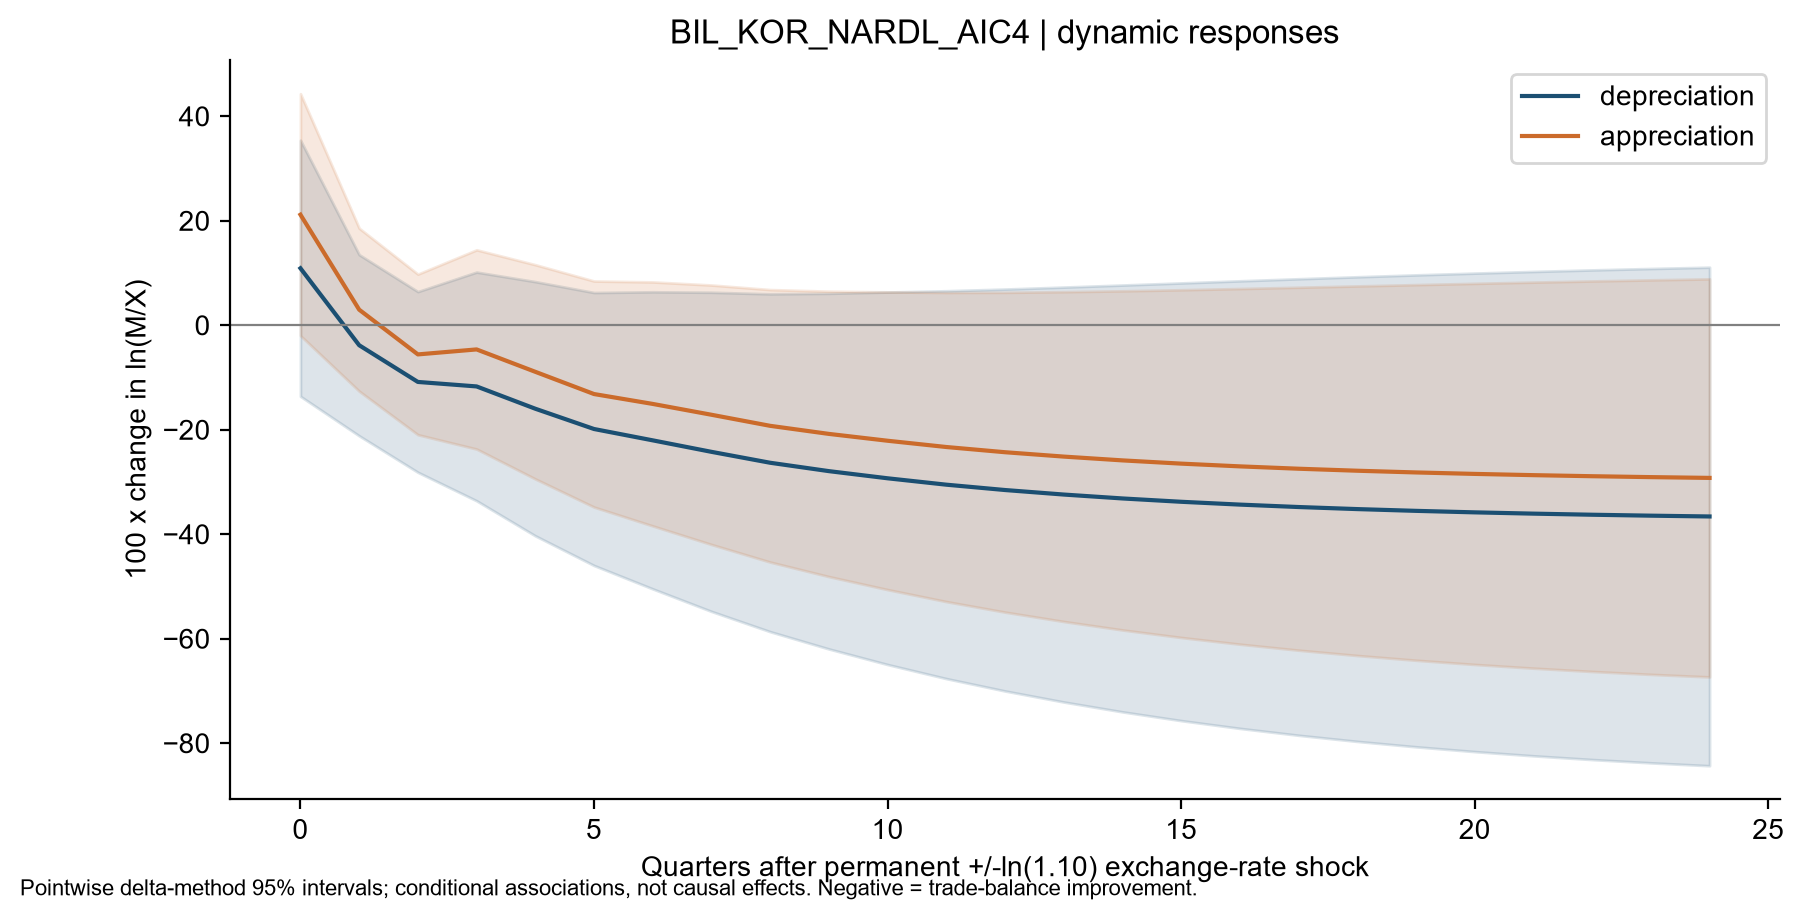 BIL_KOR_NARDL_AIC4 | dynamic responses
depreciation
appreciation
100 x change in ln(M/X)
40
20
0
−20
−40
−60
−80
0
5
10
15
20
25
Quarters after permanent +/-ln(1.10) exchange-rate shock
Pointwise delta-method 95% intervals; conditional associations, not causal effects. Negative = trade-balance improvement.